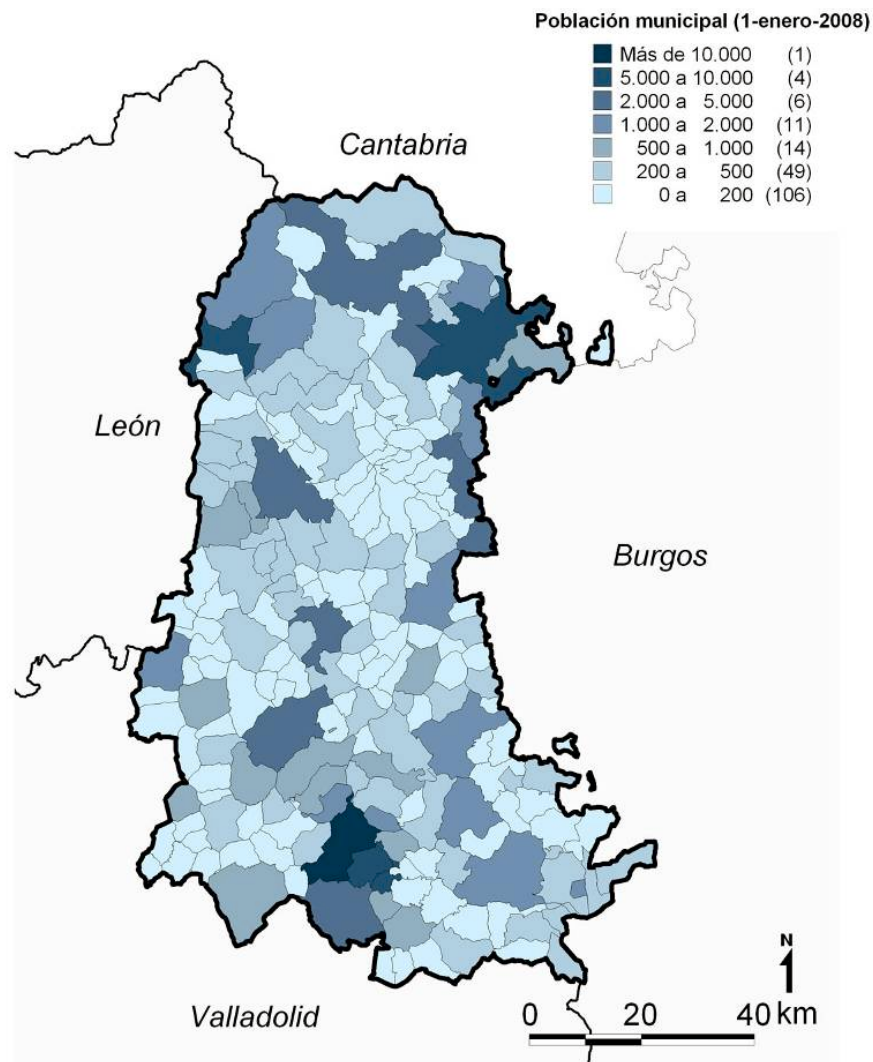 Población municipal (1-enero-2008)
Más de 10.000 (1)
5.000 a 10.000 (4)
2.000 a 5.000 (6)
1.000 a 2.000 (11)
500 a 1.000 (14)
200 a 500 (49)
0 a 200 (106)
Cantabria
León
Burgos
Valladolid
N
0 20 40 km